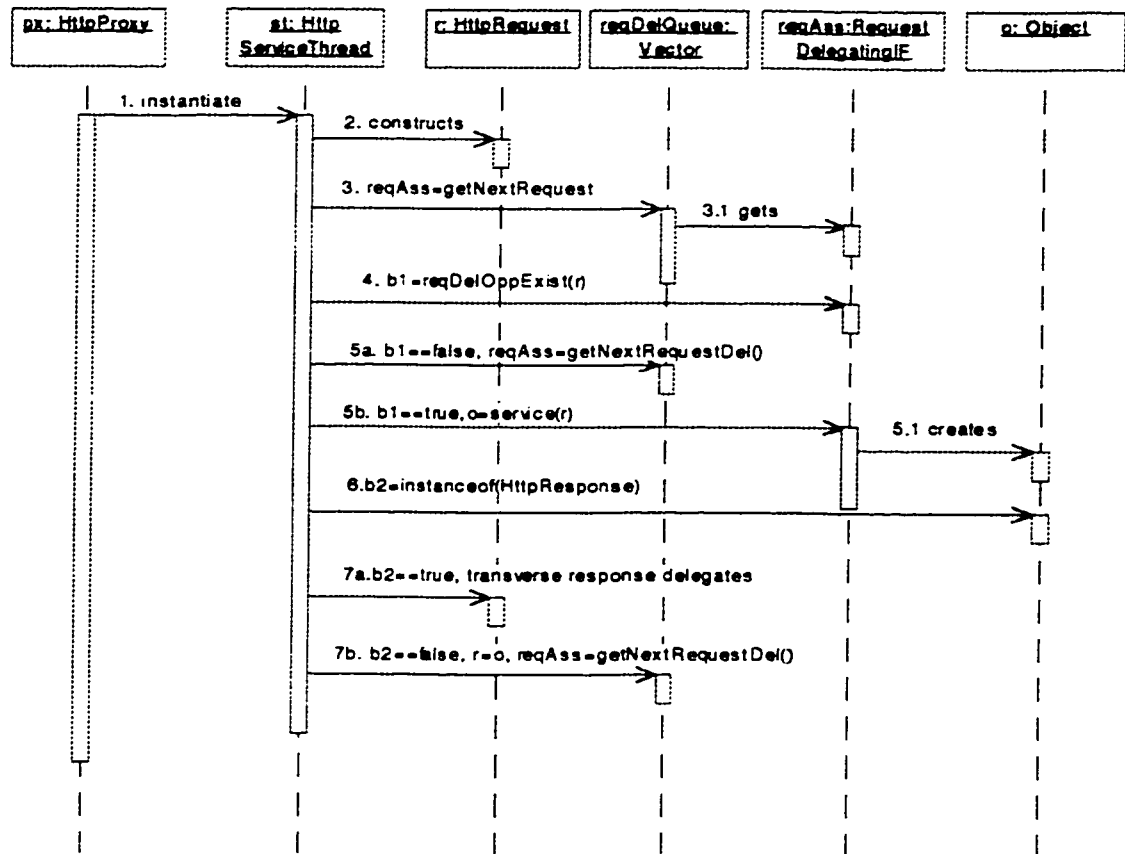 px: HttpProxy
st: Http
ServiceThread
r: HttpRequest
reqDelQueue:
Vector
reqAss:Request
DelegatingIF
o: Object
1. instantiate
2. constructs
3. reqAss=getNextRequest
3.1 gets
4. b1=reqDelOppExist(r)
5a. b1==false, reqAss=getNextRequestDel()
5b. b1==true,o=service(r)
5.1 creates
6.b2=instanceof(HttpResponse)
7a.b2==true, transverse response delegates
7b. b2==false, r=o, reqAss=getNextRequestDel()